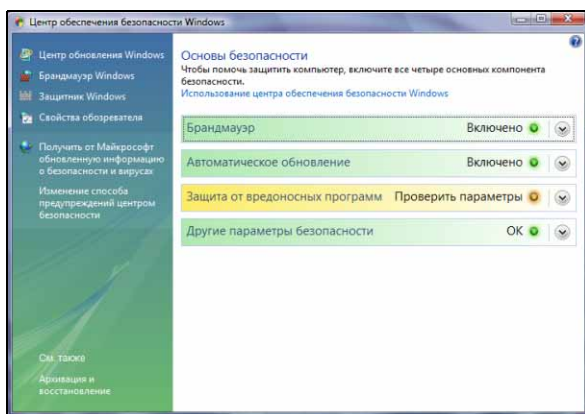 Центр обеспечения безопасности Windows
Центр обновления Windows
Брандмауэр Windows
Защитник Windows
Свойства обозревателя
Получить от Майкрософт
обновленную информацию
о безопасности и вирусах
Изменение способа
предупреждений центром
безопасности
См. также
Архивация и
восстановление
Основы безопасности
Чтобы помочь защитить компьютер, включите все четыре основных компонента
безопасности.
Использование центра обеспечения безопасности Windows
Брандмауэр Включено
Автоматическое обновление Включено
Защита от вредоносных программ Проверить параметры
Другие параметры безопасности ОК